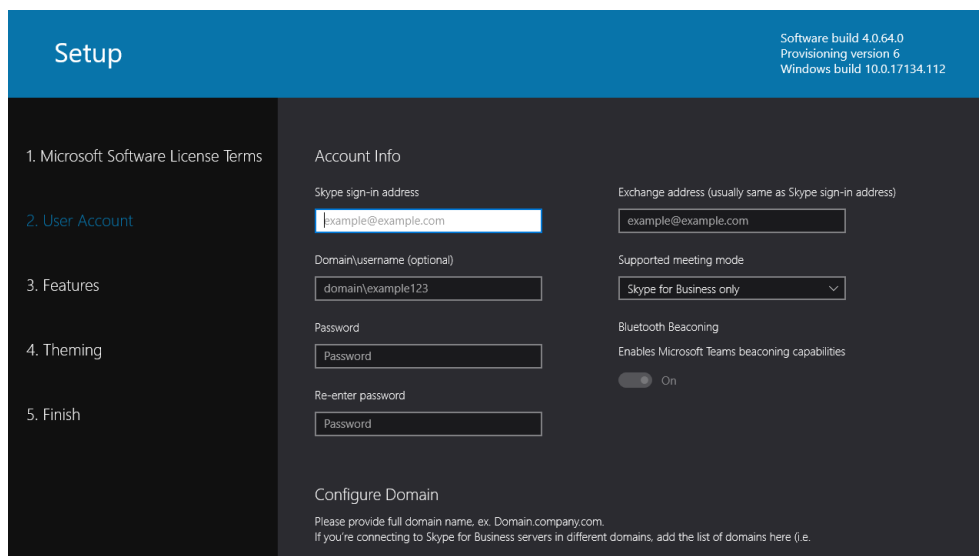 Setup
Software build 4.0.64.0
Provisioning version 6
Windows build 10.0.17134.112
1. Microsoft Software License Terms
2. User Account
3. Features
4. Theming
5. Finish
Account Info
Skype sign-in address
example@example.com
Domain\username (optional)
domain\example123
Password
Password
Re-enter password
Password
Exchange address (usually same as Skype sign-in address)
example@example.com
Supported meeting mode
Skype for Business only
Bluetooth Beaconing
Enables Microsoft Teams beaconing capabilities
On
Configure Domain
Please provide full domain name, ex. Domain.company.com.
If you're connecting to Skype for Business servers in different domains, add the list of domains here (i.e.